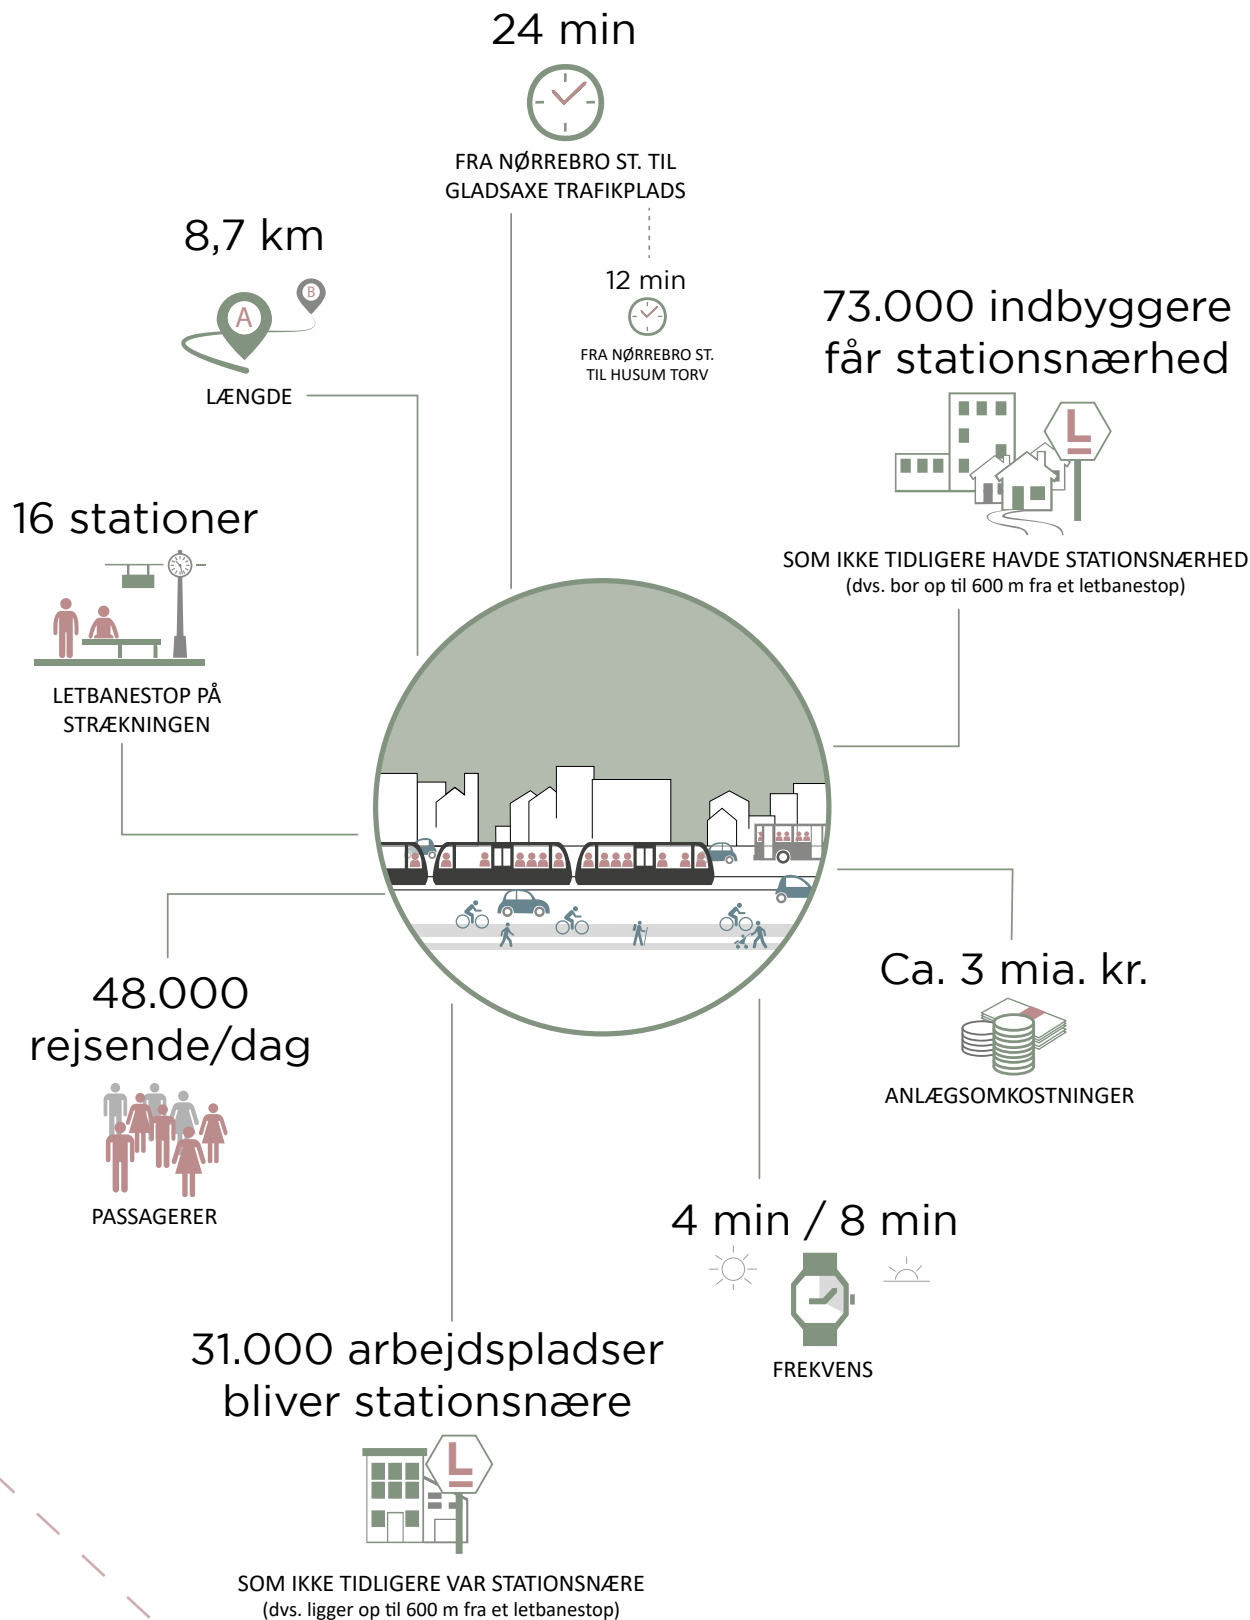 24 min
FRA NØRREBRO ST. TIL
GLADSAXE TRAFIKPLADS
12 min
FRA NØRREBRO ST.
TIL HUSUM TORV
8,7 km
A
B
LÆNGDE
73.000 indbyggere
får stationsnærhed
L
SOM IKKE TIDLIGERE HAVDE STATIONSNÆRHED
(dvs. bor op til 600 m fra et letbanestop)
16 stationer
LETBANESTOP PÅ
STRÆKNINGEN
48.000
rejsende/dag
PASSAGERER
Ca. 3 mia. kr.
ANLÆGSOMKOSTNINGER
4 min / 8 min
FREKVENS
31.000 arbejdspladser
bliver stationsnære
L
SOM IKKE TIDLIGERE VAR STATIONSNÆRE
(dvs. ligger op til 600 m fra et letbanestop)